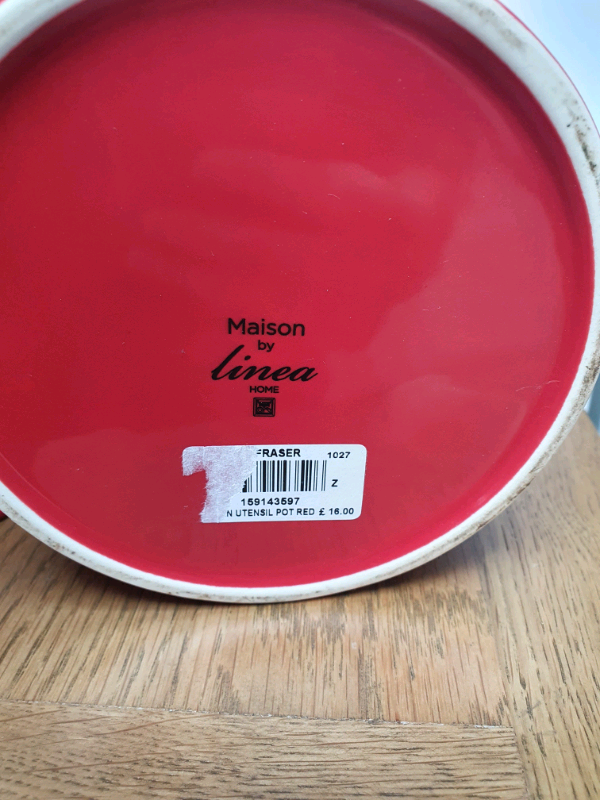 Maison
by
linea
HOME
FRASER 1027
Z
159143597
N UTENSIL POT RED £ 16.00